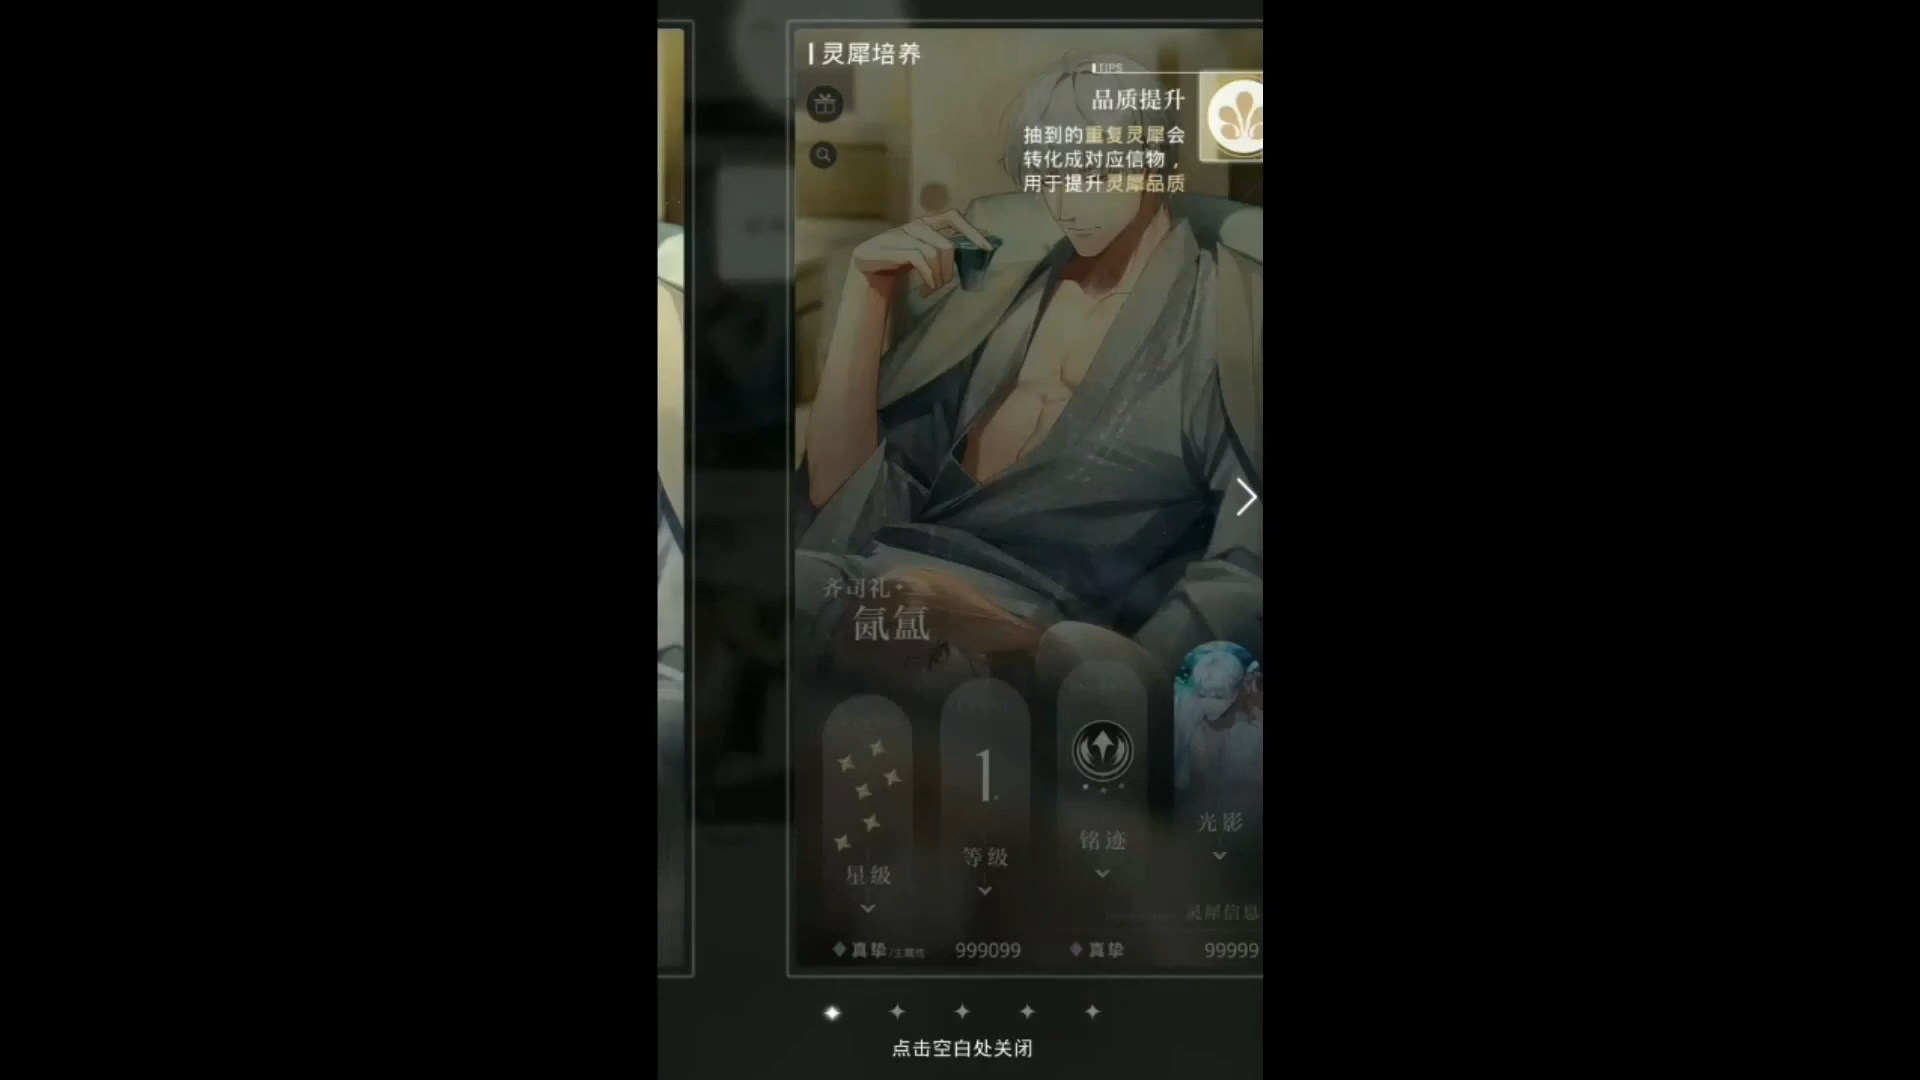 灵犀培养
TIPS
品质提升
抽到的重复灵犀会
转化成对应信物，
用于提升灵犀品质
齐司礼·
氤氲
1
星级
等级
铭迹
光影
灵犀信息
真挚/主属性 999099 真挚 99999
点击空白处关闭